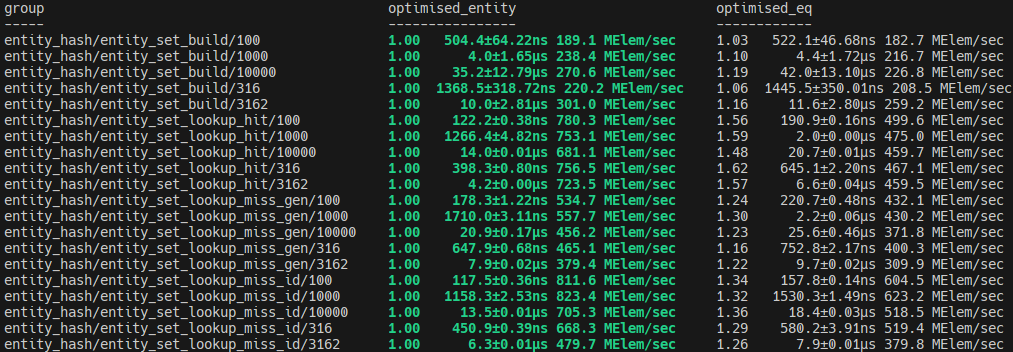 group optimised_entity optimised_eq
----- ---------------- ------------
entity_hash/entity_set_build/100 1.00 504.4±64.22ns 189.1 MElem/sec 1.03 522.1±46.68ns 182.7 MElem/sec
entity_hash/entity_set_build/1000 1.00 4.0±1.65µs 238.4 MElem/sec 1.10 4.4±1.72µs 216.7 MElem/sec
entity_hash/entity_set_build/10000 1.00 35.2±12.79µs 270.6 MElem/sec 1.19 42.0±13.10µs 226.8 MElem/sec
entity_hash/entity_set_build/316 1.00 1368.5±318.72ns 220.2 MElem/sec 1.06 1445.5±350.01ns 208.5 MElem/sec
entity_hash/entity_set_build/3162 1.00 10.0±2.81µs 301.0 MElem/sec 1.16 11.6±2.80µs 259.2 MElem/sec
entity_hash/entity_set_lookup_hit/100 1.00 122.2±0.38ns 780.3 MElem/sec 1.56 190.9±0.16ns 499.6 MElem/sec
entity_hash/entity_set_lookup_hit/1000 1.00 1266.4±4.82ns 753.1 MElem/sec 1.59 2.0±0.00µs 475.0 MElem/sec
entity_hash/entity_set_lookup_hit/10000 1.00 14.0±0.01µs 681.1 MElem/sec 1.48 20.7±0.01µs 459.7 MElem/sec
entity_hash/entity_set_lookup_hit/316 1.00 398.3±0.80ns 756.5 MElem/sec 1.62 645.1±2.20ns 467.1 MElem/sec
entity_hash/entity_set_lookup_hit/3162 1.00 4.2±0.00µs 723.5 MElem/sec 1.57 6.6±0.04µs 459.5 MElem/sec
entity_hash/entity_set_lookup_miss_gen/100 1.00 178.3±1.22ns 534.7 MElem/sec 1.24 220.7±0.48ns 432.1 MElem/sec
entity_hash/entity_set_lookup_miss_gen/1000 1.00 1710.0±3.11ns 557.7 MElem/sec 1.30 2.2±0.06µs 430.2 MElem/sec
entity_hash/entity_set_lookup_miss_gen/10000 1.00 20.9±0.17µs 456.2 MElem/sec 1.23 25.6±0.46µs 371.8 MElem/sec
entity_hash/entity_set_lookup_miss_gen/316 1.00 647.9±0.68ns 465.1 MElem/sec 1.16 752.8±2.17ns 400.3 MElem/sec
entity_hash/entity_set_lookup_miss_gen/3162 1.00 7.9±0.02µs 379.4 MElem/sec 1.22 9.7±0.02µs 309.9 MElem/sec
entity_hash/entity_set_lookup_miss_id/100 1.00 117.5±0.36ns 811.6 MElem/sec 1.34 157.8±0.14ns 604.5 MElem/sec
entity_hash/entity_set_lookup_miss_id/1000 1.00 1158.3±2.53ns 823.4 MElem/sec 1.32 1530.3±1.49ns 623.2 MElem/sec
entity_hash/entity_set_lookup_miss_id/10000 1.00 13.5±0.01µs 705.3 MElem/sec 1.36 18.4±0.03µs 518.5 MElem/sec
entity_hash/entity_set_lookup_miss_id/316 1.00 450.9±0.39ns 668.3 MElem/sec 1.29 580.2±3.91ns 519.4 MElem/sec
entity_hash/entity_set_lookup_miss_id/3162 1.00 6.3±0.01µs 479.7 MElem/sec 1.26 7.9±0.01µs 379.8 MElem/sec